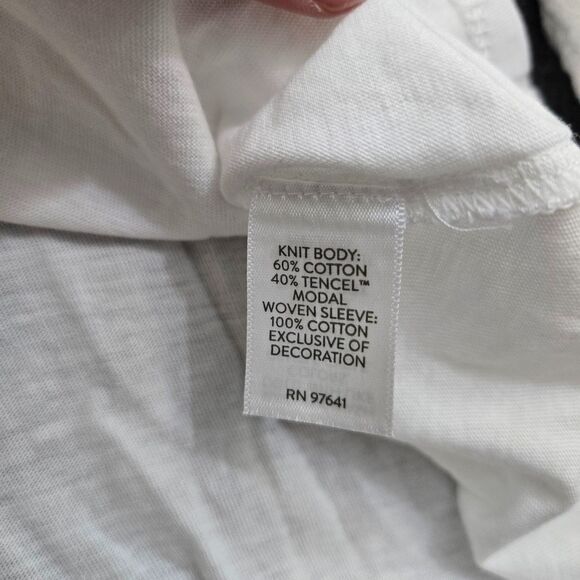 KNIT BODY:
60% COTTON
40% TENCEL™
MODAL
WOVEN SLEEVE:
100% COTTON
EXCLUSIVE OF
DECORATION
RN 97641